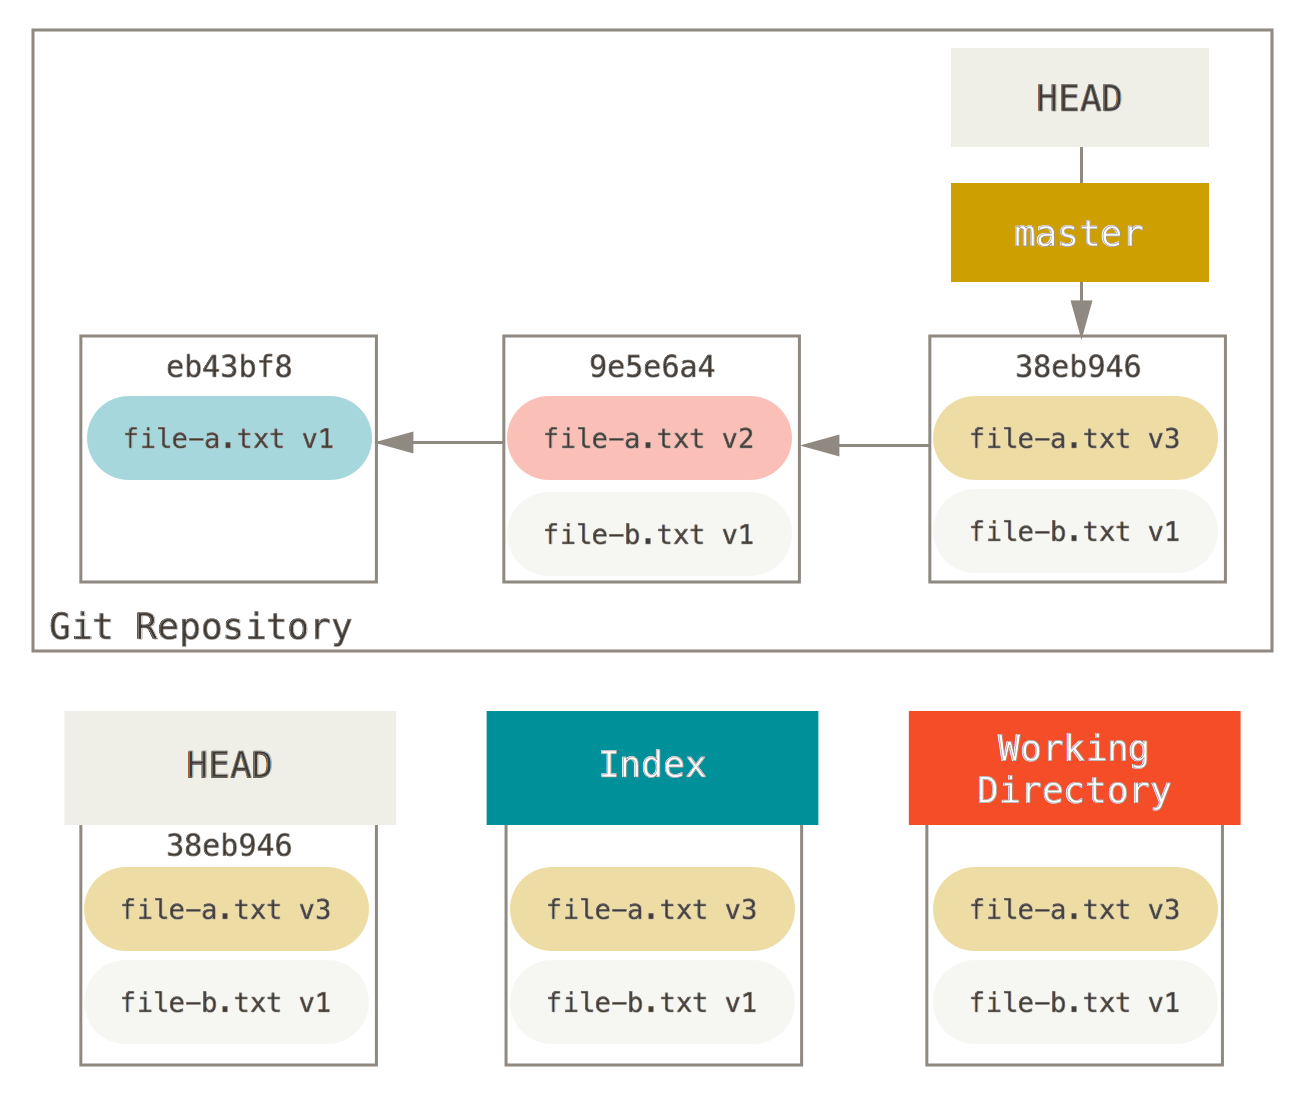 HEAD
master
eb43bf8
9e5e6a4
38eb946
file-a.txt v1
file-a.txt v2
file-a.txt v3
file-b.txt v1
file-b.txt v1
Git Repository
HEAD
Index
Working
Directory
38eb946
file-a.txt v3
file-a.txt v3
file-a.txt v3
file-b.txt v1
file-b.txt v1
file-b.txt v1